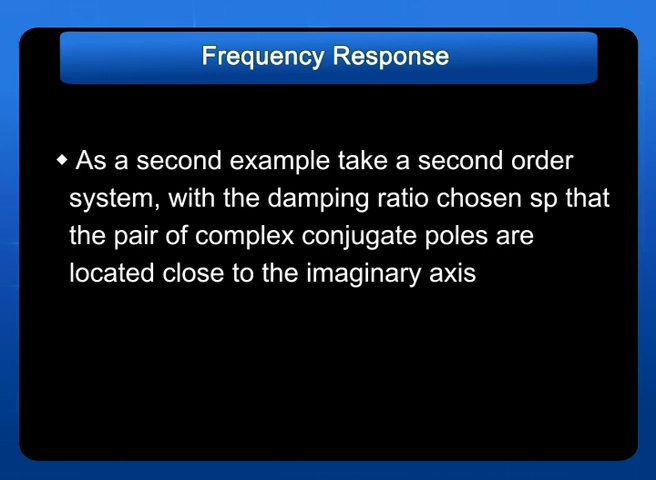 Frequency Response
As a second example take a second order
system, with the damping ratio chosen sp that
the pair of complex conjugate poles are
located close to the imaginary axis